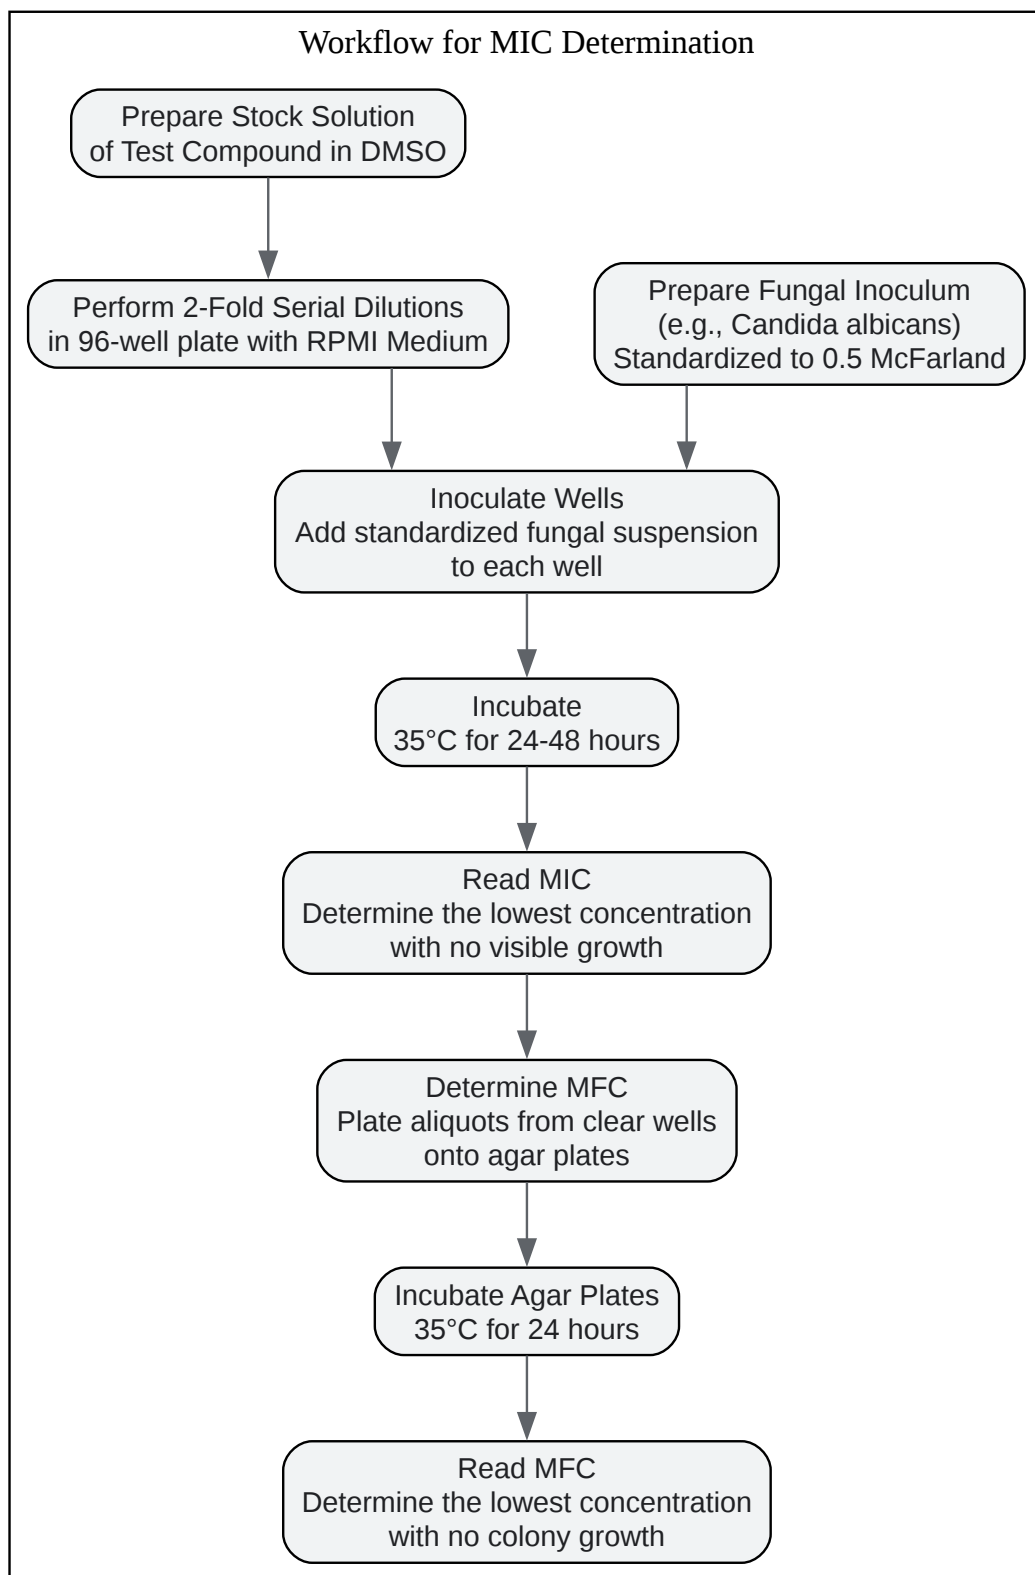 Workflow for MIC Determination
Prepare Stock Solution
of Test Compound in DMSO
Perform 2-Fold Serial Dilutions
in 96-well plate with RPMI Medium
Prepare Fungal Inoculum
(e.g., Candida albicans)
Standardized to 0.5 McFarland
Inoculate Wells
Add standardized fungal suspension
to each well
Incubate
35°C for 24-48 hours
Read MIC
Determine the lowest concentration
with no visible growth
Determine MFC
Plate aliquots from clear wells
onto agar plates
Incubate Agar Plates
35°C for 24 hours
Read MFC
Determine the lowest concentration
with no colony growth